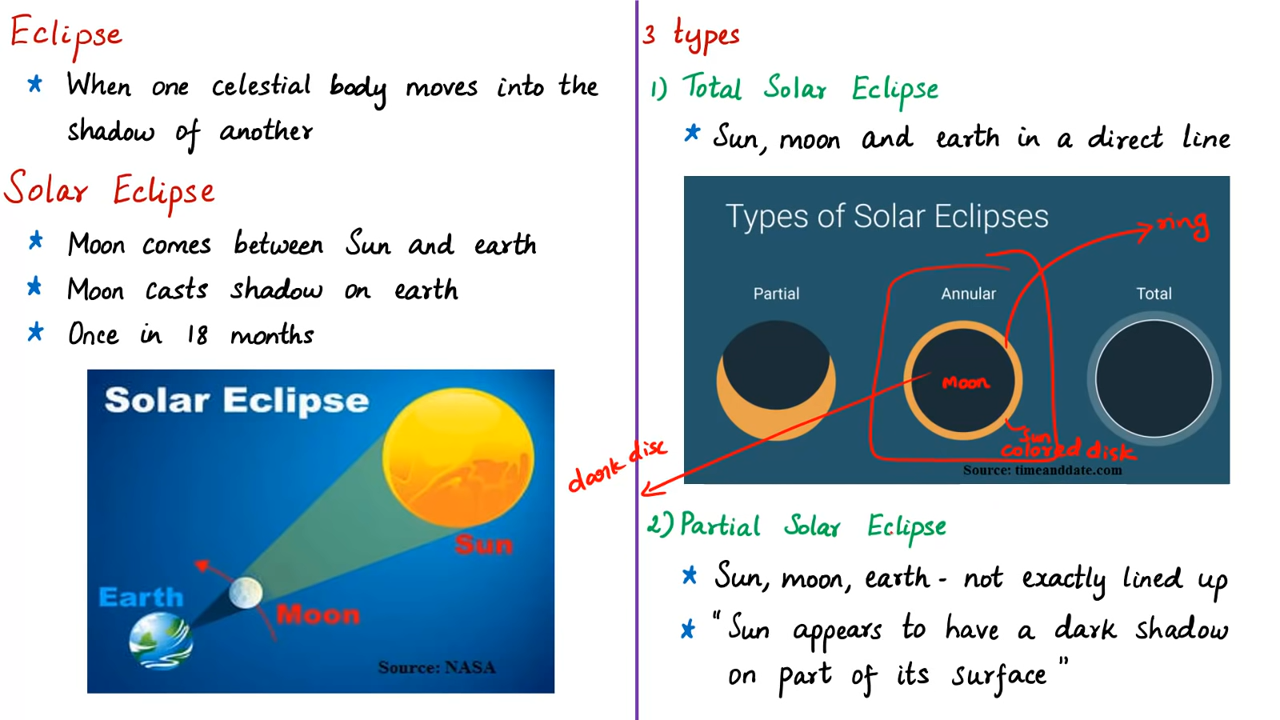 Eclipse
* When one celestial body moves into the
shadow of another
Solar Eclipse
* Moon comes between Sun and earth
* Moon casts shadow on earth
* Once in 18 months
Solar Eclipse
Sun
Earth
Moon
Source: NASA
3 types
1) Total Solar Eclipse
* Sun, moon and earth in a direct line
Types of Solar Eclipses
ring
Partial
Annular
Total
Moon
Sun
colored disk
dark disc
Source: timeanddate.com
2) Partial Solar Eclipse
* Sun, moon, earth - not exactly lined up
* "Sun appears to have a dark shadow
on part of its surface"